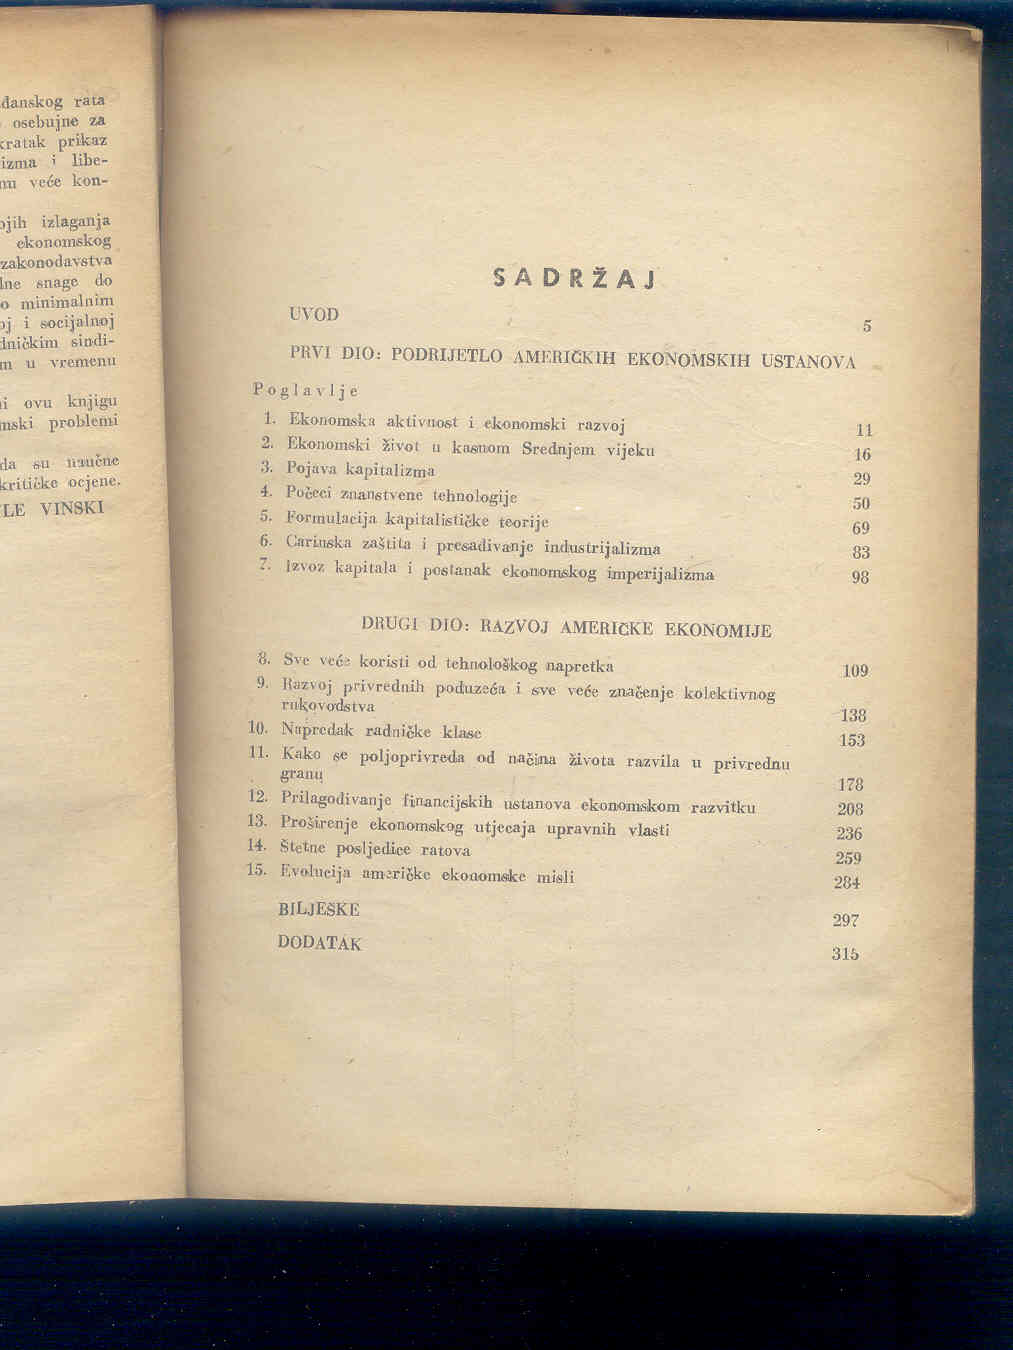 đanskog rata
osebujne za
kratak prikaz
izma i libe-
veće kon-
ojih izlaganja
ekonomskog
zakonodavstva
lne snage do
o minimalnim
oj i socijalnoj
dničkim sindi-
m u vremenu
ni ovu knjigu
mski problemi
da su naučne
kritičke ocjene.
LE VINSKI
SADRŽAJ
UVOD 5
PRVI DIO: PODRIJETLO AMERIČKIH EKONOMSKIH USTANOVA
Poglavlje
1. Ekonomska aktivnost i ekonomski razvoj 11
2. Ekonomski život u kasnom Srednjem vijeku 16
3. Pojava kapitalizma 29
4. Počeci znanstvene tehnologije 50
5. Formulacija kapitalističke teorije 69
6. Carinska zaštita i presađivanje industrijalizma 83
7. Izvoz kapitala i postanak ekonomskog imperijalizma 98
DRUGI DIO: RAZVOJ AMERIČKE EKONOMIJE
8. Sve veće koristi od tehnološkog napretka 109
9. Razvoj privrednih poduzeća i sve veće značenje kolektivnog
rukovodstva 138
10. Napredak radničke klase 153
11. Kako se poljoprivreda od načina života razvila u privrednu
granu 178
12. Prilagođivanje financijskih ustanova ekonomskom razvitku 208
13. Proširenje ekonomskog utjecaja upravnih vlasti 236
14. Štetne posljedice ratova 259
15. Evolucija američke ekonomske misli 284
BILJEŠKE 297
DODATAK 315